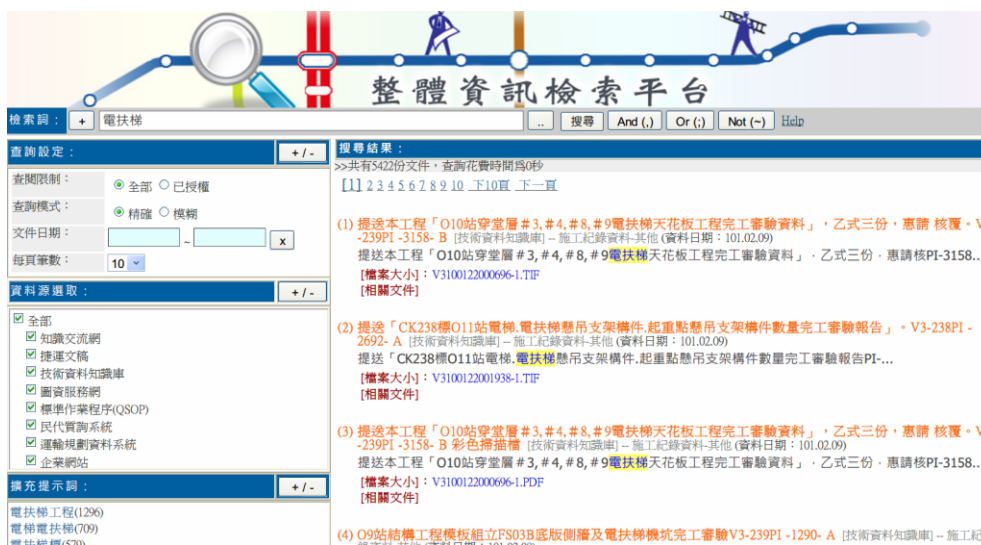 整體資訊檢索平台
檢索詞： + 電扶梯 .. 搜尋 And (,) Or (;) Not (~) Help
查詢設定： +/-
查閱限制： 全部 已授權
查詢模式： 精確 模糊
文件日期： ~ x
每頁筆數： 10
資料源選取： +/-
全部
知識交流網
捷運文稿
技術資料知識庫
圖資服務網
標準作業程序(QSOP)
民代質詢系統
運輸規劃資料系統
企業網站
擴充提示詞： +/-
電扶梯工程(1296)
電梯電扶梯(709)
搜尋結果：
>>共有5422份文件，查詢花費時間為0秒
[1] 2 3 4 5 6 7 8 9 10 下10頁 下一頁
(1) 提送本工程「O10站穿堂層＃3,＃4,＃8,＃9電扶梯天花板工程完工審驗資料」，乙式三份，惠請 核覆。V
-239PI -3158- B [技術資料知識庫] -- 施工紀錄資料-其他 (資料日期：101.02.09)
提送本工程「O10站穿堂層＃3,＃4,＃8,＃9電扶梯天花板工程完工審驗資料」，乙式三份，惠請核PI-3158...
[檔案大小]：V3100122000696-1.TIF
[相關文件]
(2) 提送「CK238標O11站電梯.電扶梯懸吊支架構件.起重點懸吊支架構件數量完工審驗報告」。V3-238PI -
2692- A [技術資料知識庫] -- 施工紀錄資料-其他 (資料日期：101.02.09)
提送「CK238標O11站電梯.電扶梯懸吊支架構件.起重點懸吊支架構件數量完工審驗報告PI-...
[檔案大小]：V3100122001938-1.TIF
[相關文件]
(3) 提送本工程「O10站穿堂層＃3,＃4,＃8,＃9電扶梯天花板工程完工審驗資料」，乙式三份，惠請 核覆。V
-239PI -3158- B 彩色掃描檔 [技術資料知識庫] -- 施工紀錄資料-其他 (資料日期：101.02.09)
提送本工程「O10站穿堂層＃3,＃4,＃8,＃9電扶梯天花板工程完工審驗資料」，乙式三份，惠請核PI-3158...
[檔案大小]：V3100122000696-1.PDF
[相關文件]
(4) O9站結構工程模板組立FS03B底版側牆及電扶梯機坑完工審驗V3-239PI -1290- A [技術資料知識庫] -- 施工紀